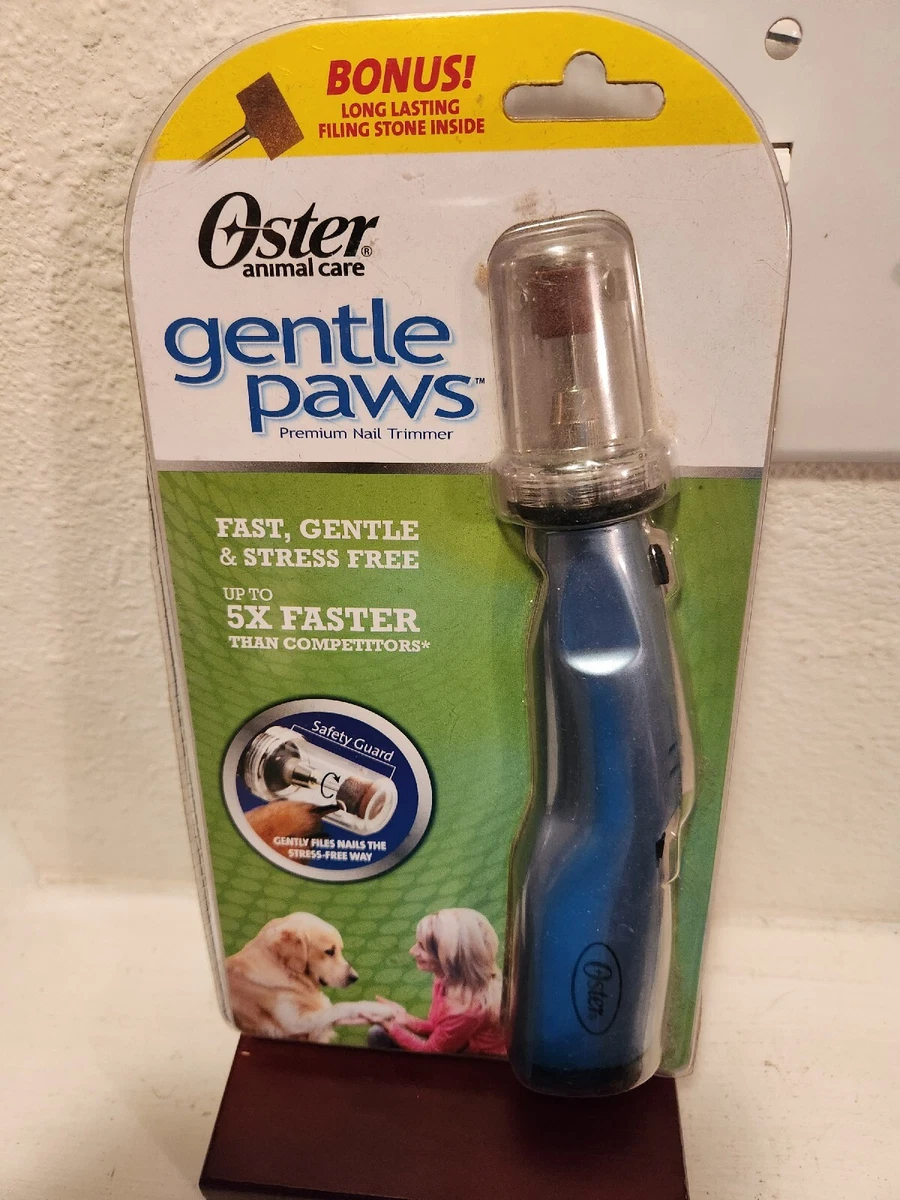 BONUS!
LONG LASTING
FILING STONE INSIDE
Oster®
animal care
gentle
paws™
Premium Nail Trimmer
FAST, GENTLE
& STRESS FREE
UP TO
5X FASTER
THAN COMPETITORS*
Safety Guard
GENTLY FILES NAILS THE
STRESS-FREE WAY
Oster